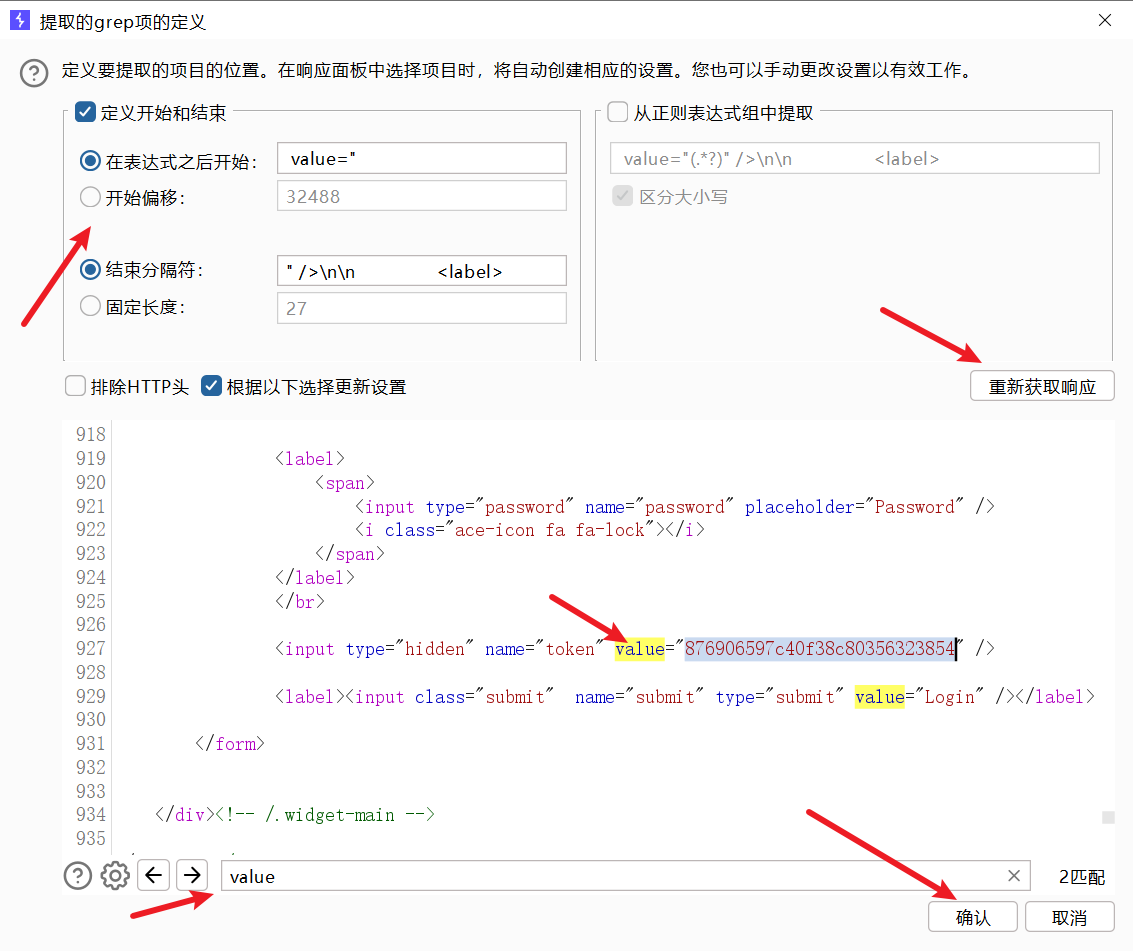 提取的grep项的定义
定义要提取的项目的位置。在响应面板中选择项目时，将自动创建相应的设置。您也可以手动更改设置以有效工作。
定义开始和结束
在表达式之后开始： value="
开始偏移： 32488
结束分隔符： " />\n\n                <label>
固定长度： 27
从正则表达式组中提取
value="(.*?)" />\n\n                <label>
区分大小写
排除HTTP头 根据以下选择更新设置
重新获取响应
918
919 <label>
920 <span>
921 <input type="password" name="password" placeholder="Password" />
922 <i class="ace-icon fa fa-lock"></i>
923 </span>
924 </label>
925 </br>
926
927 <input type="hidden" name="token" value="876906597c40f38c80356323854" />
928
929 <label><input class="submit"  name="submit" type="submit" value="Login" /></label>
930
931 </form>
932
933
934 </div><!-- /.widget-main -->
935
value
2匹配
确认 取消